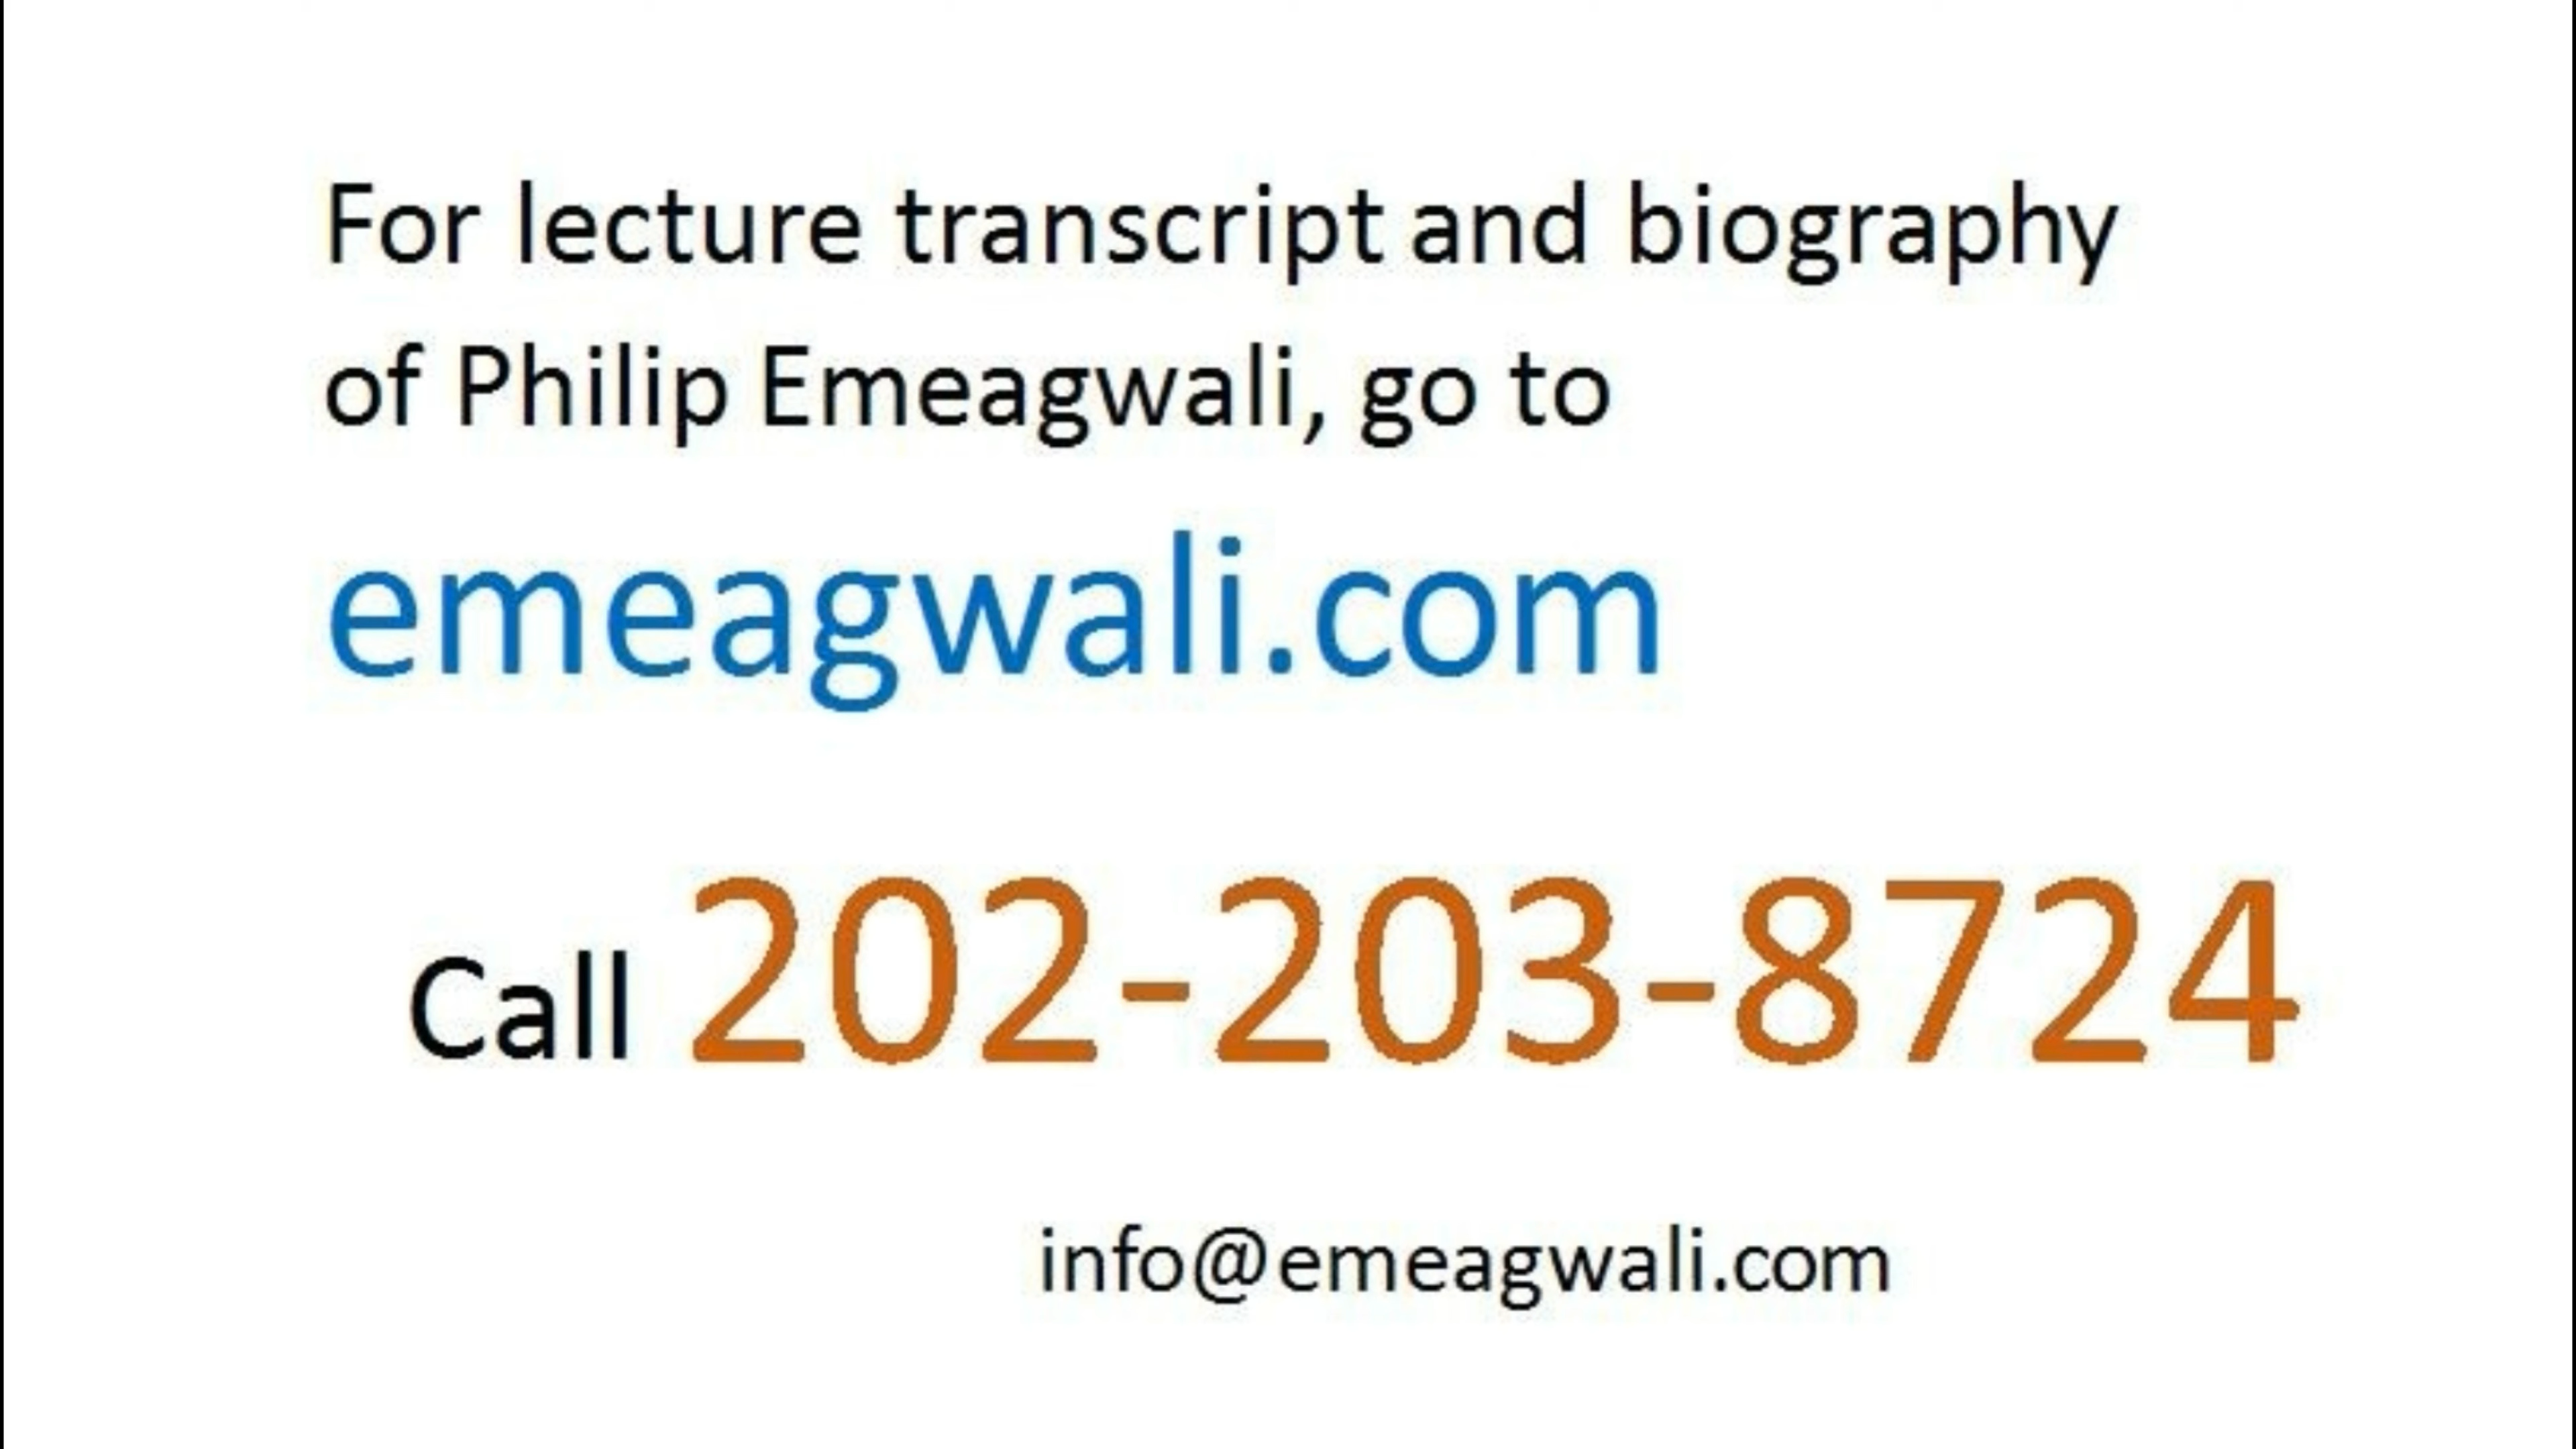 For lecture transcript and biography
of Philip Emeagwali, go to
emeagwali.com
Call 202-203-8724
info@emeagwali.com